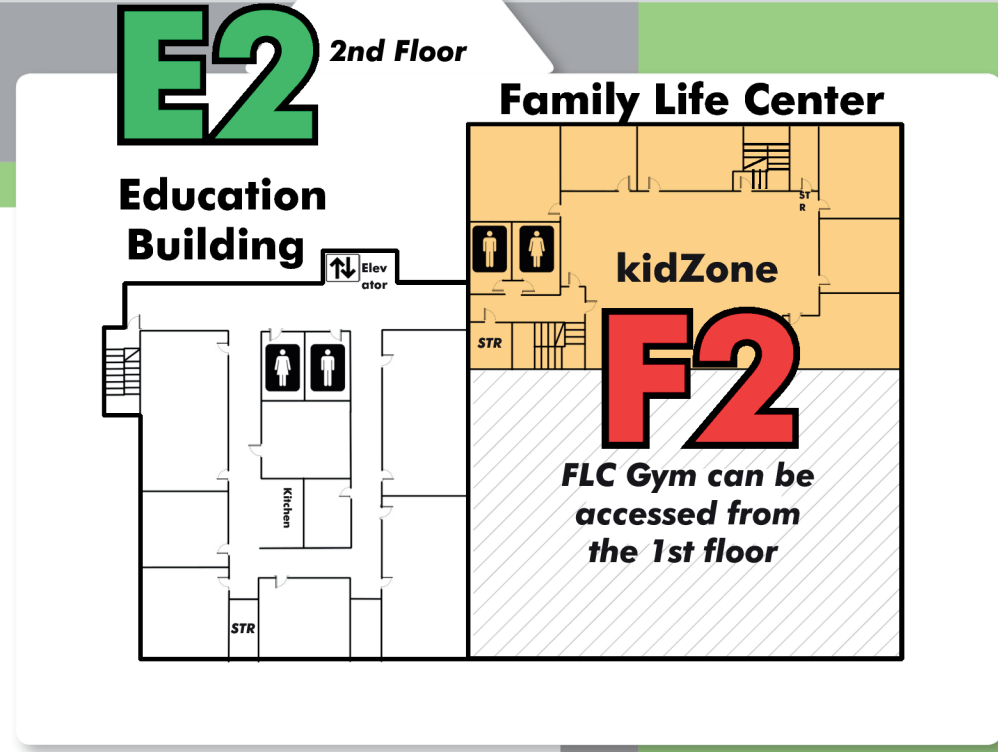 E2
2nd Floor
Family Life Center
Education
Building
Elev
ator
ST
R
kidZone
STR
F2
FLC Gym can be
accessed from
the 1st floor
Kitchen
STR